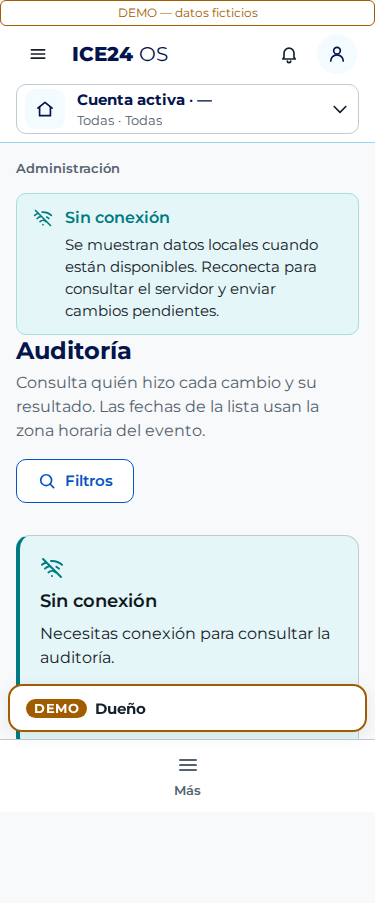 DEMO — datos ficticios
ICE24 OS
Cuenta activa · —
Todas · Todas
Administración
Sin conexión
Se muestran datos locales cuando
están disponibles. Reconecta para
consultar el servidor y enviar
cambios pendientes.
Auditoría
Consulta quién hizo cada cambio y su
resultado. Las fechas de la lista usan la
zona horaria del evento.
Filtros
Sin conexión
Necesitas conexión para consultar la
auditoría.
DEMO Dueño
Más